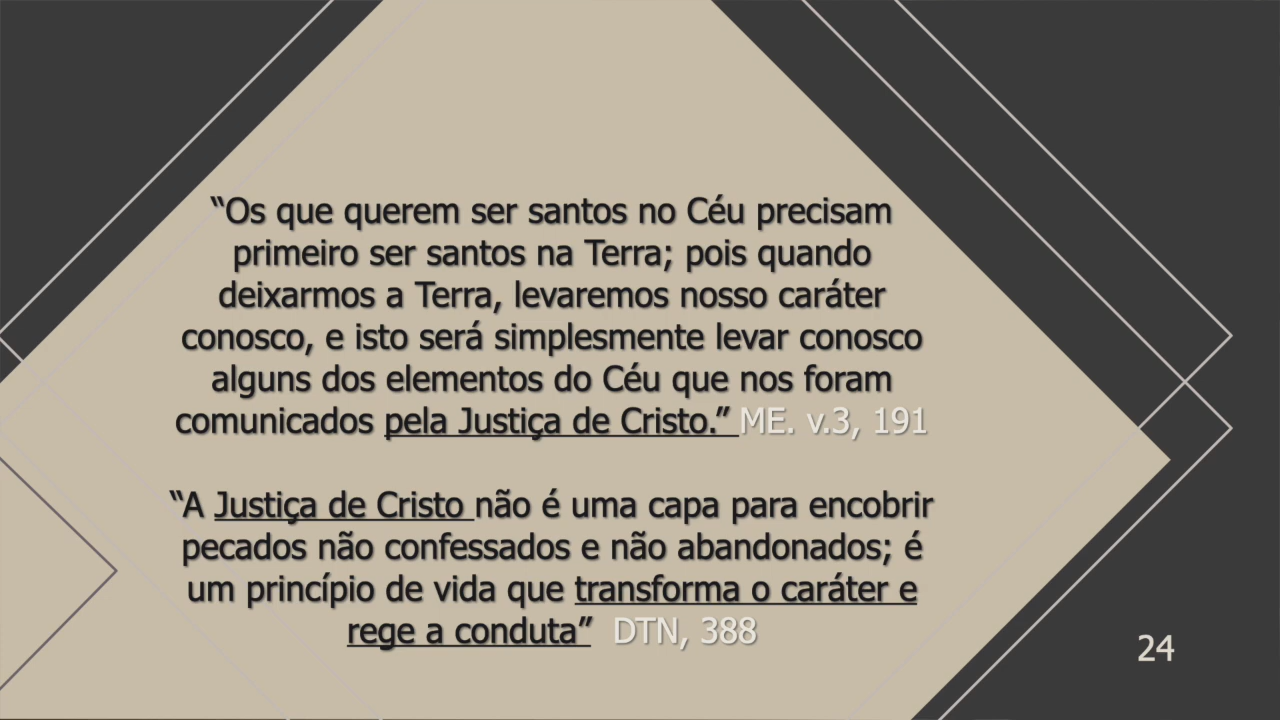 “Os que querem ser santos no Céu precisam
primeiro ser santos na Terra; pois quando
deixarmos a Terra, levaremos nosso caráter
conosco, e isto será simplesmente levar conosco
alguns dos elementos do Céu que nos foram
comunicados pela Justiça de Cristo.” ME. v.3, 191
“A Justiça de Cristo não é uma capa para encobrir
pecados não confessados e não abandonados; é
um princípio de vida que transforma o caráter e
rege a conduta” DTN, 388
24